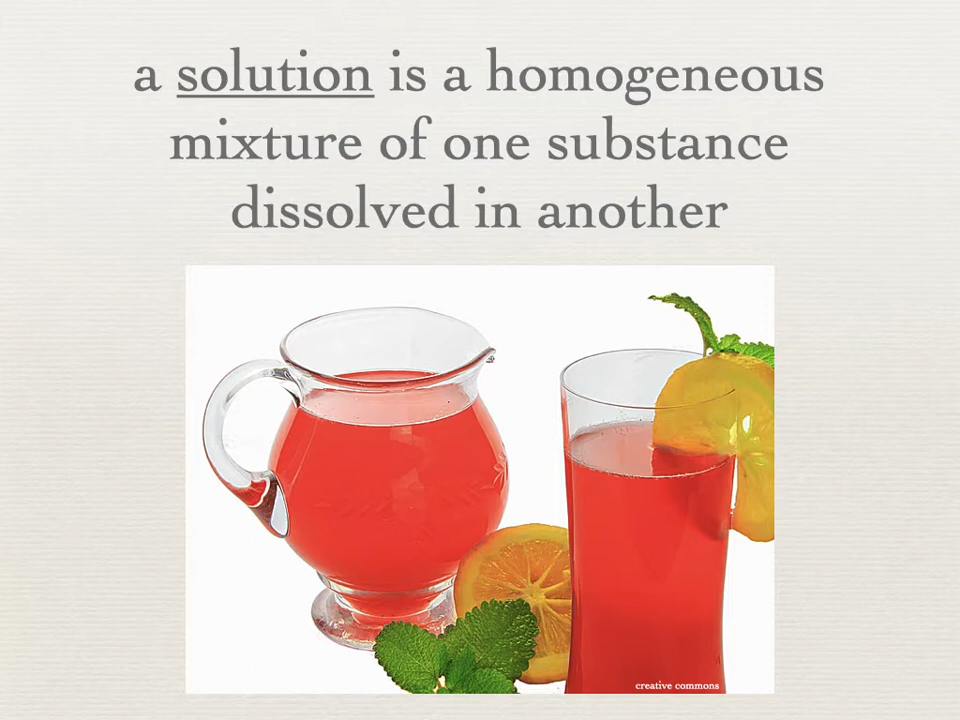 a solution is a homogeneous
mixture of one substance
dissolved in another
creative commons